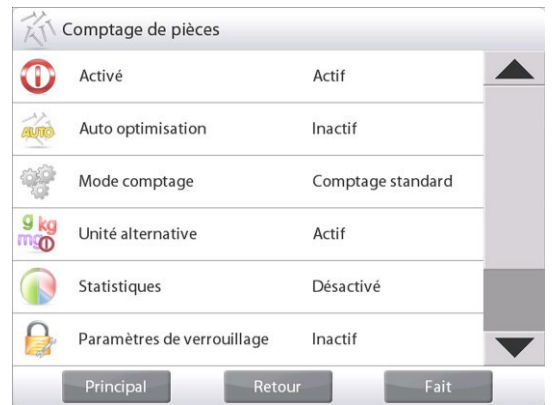 Comptage de pièces
Activé Actif
AUTO Auto optimisation Inactif
Mode comptage Comptage standard
g kg
mg Unité alternative Actif
Statistiques Désactivé
Paramètres de verrouillage Inactif
Principal Retour Fait